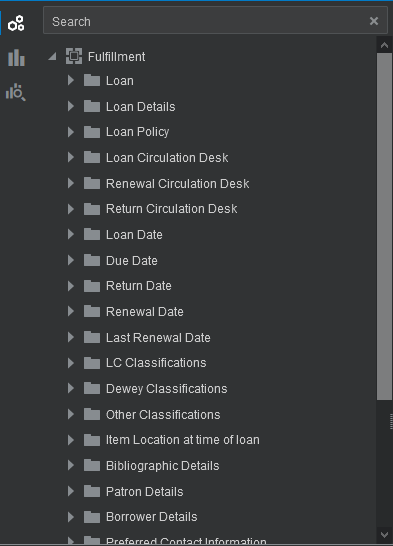 Search
Fulfillment
Loan
Loan Details
Loan Policy
Loan Circulation Desk
Renewal Circulation Desk
Return Circulation Desk
Loan Date
Due Date
Return Date
Renewal Date
Last Renewal Date
LC Classifications
Dewey Classifications
Other Classifications
Item Location at time of loan
Bibliographic Details
Patron Details
Borrower Details
Preferred Contact Information